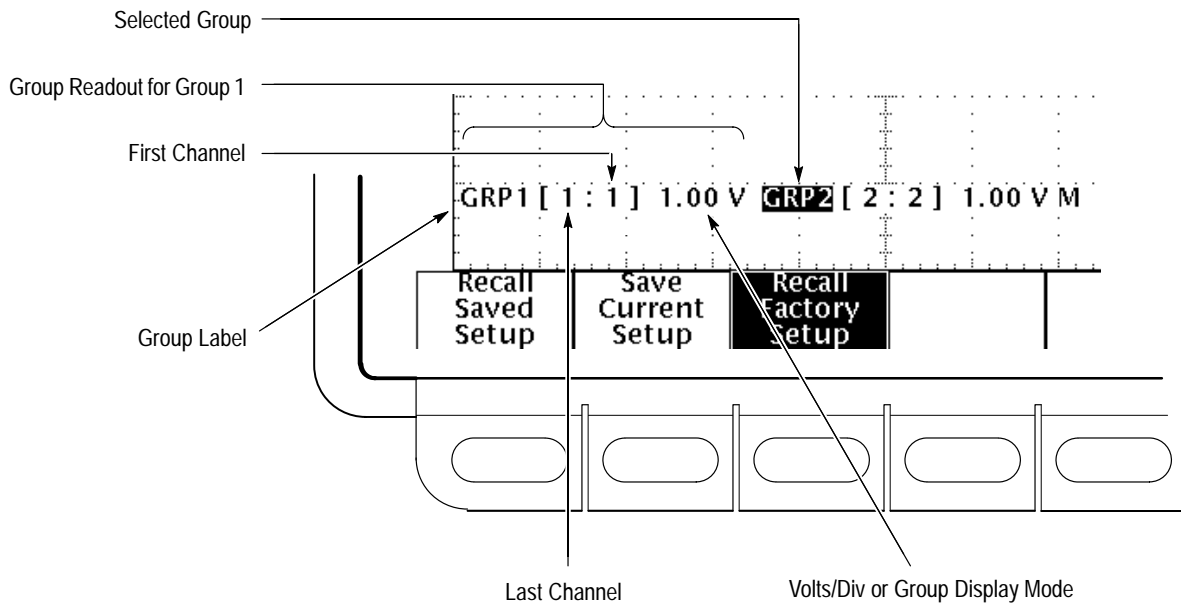 Selected Group
Group Readout for Group 1
First Channel
GRP1 [ 1 : 1 ] 1.00 V GRP2 [ 2 : 2 ] 1.00 V M
Recall Saved Setup
Save Current Setup
Recall Factory Setup
Group Label
Last Channel
Volts/Div or Group Display Mode